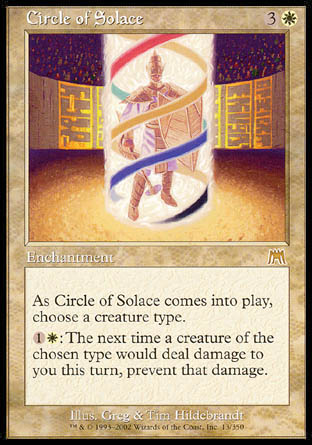 Circle of Solace 3
Enchantment
As Circle of Solace comes into play,
choose a creature type.
1 : The next time a creature of the
chosen type would deal damage to
you this turn, prevent that damage.
Illus. Greg & Tim Hildebrandt
™ & © 1993–2002 Wizards of the Coast, Inc. 13/350